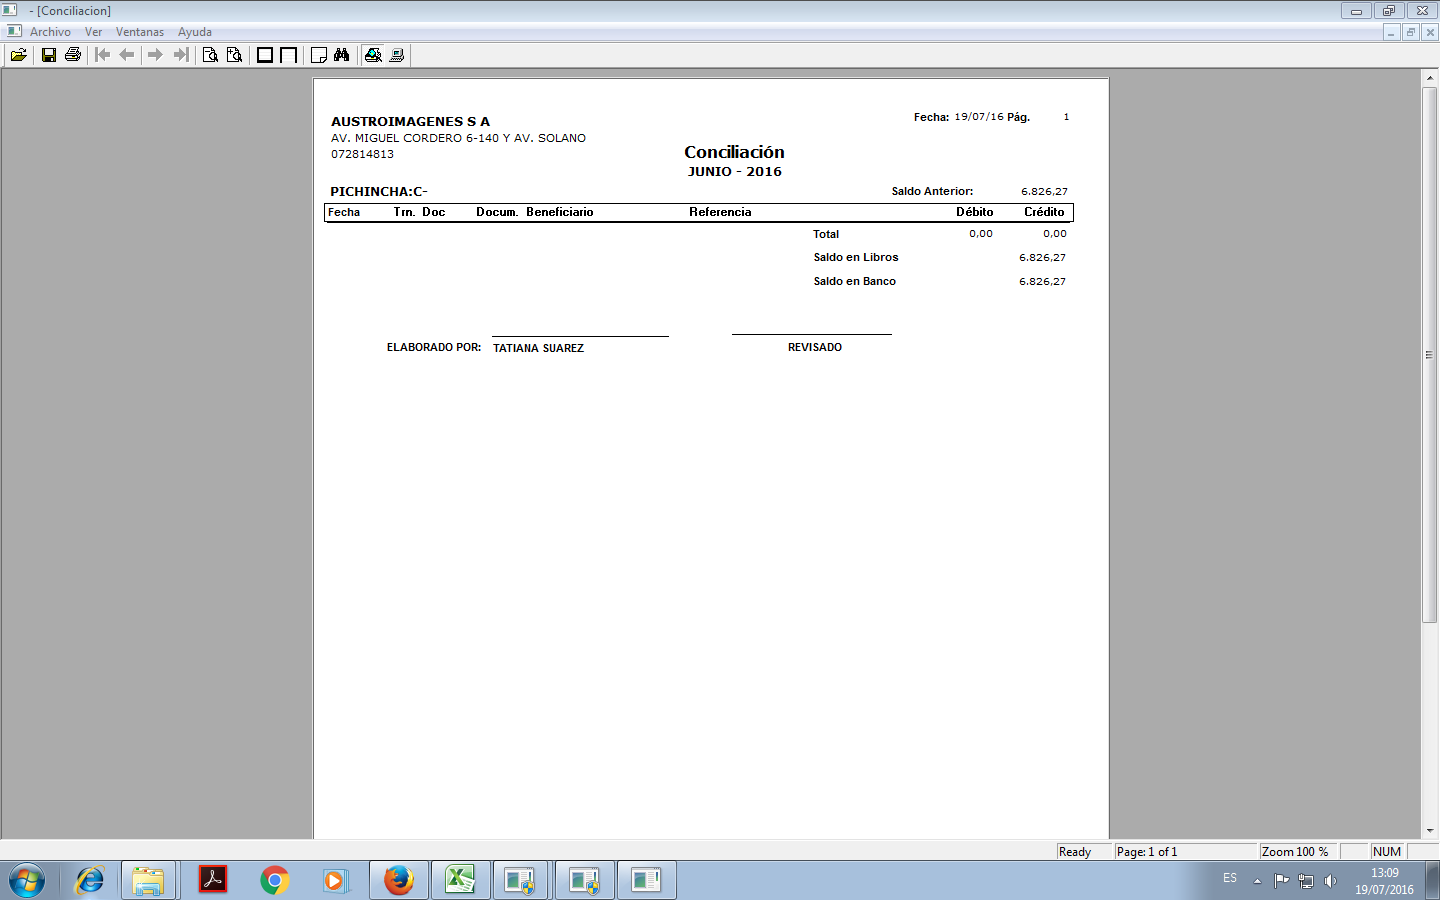 - [Conciliacion]
Archivo Ver Ventanas Ayuda
AUSTROIMAGENES S A
Fecha: 19/07/16 Pág. 1
AV. MIGUEL CORDERO 6-140 Y AV. SOLANO
072814813
Conciliación
JUNIO - 2016
PICHINCHA:C-
Saldo Anterior: 6.826,27
Fecha Trn. Doc Docum. Beneficiario Referencia Débito Crédito
Total 0,00 0,00
Saldo en Libros 6.826,27
Saldo en Banco 6.826,27
ELABORADO POR: TATIANA SUAREZ REVISADO
Ready Page: 1 of 1 Zoom 100 % NUM
ES 13:09
19/07/2016